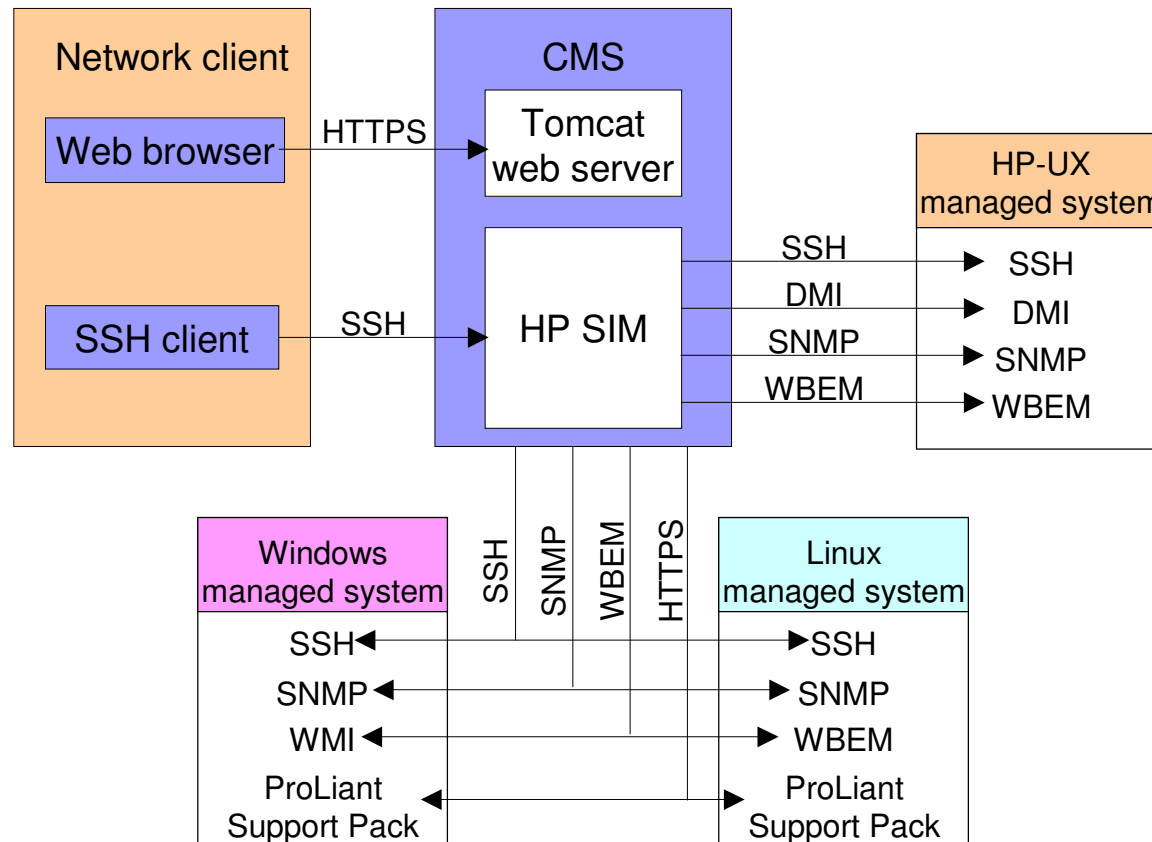 Network client
Web browser
SSH client
HTTPS
SSH
CMS
Tomcat
web server
HP SIM
SSH
DMI
SNMP
WBEM
HP-UX
managed system
SSH
DMI
SNMP
WBEM
SSH
SNMP
WBEM
HTTPS
Windows
managed system
SSH
SNMP
WMI
ProLiant
Support Pack
Linux
managed system
SSH
SNMP
WBEM
ProLiant
Support Pack